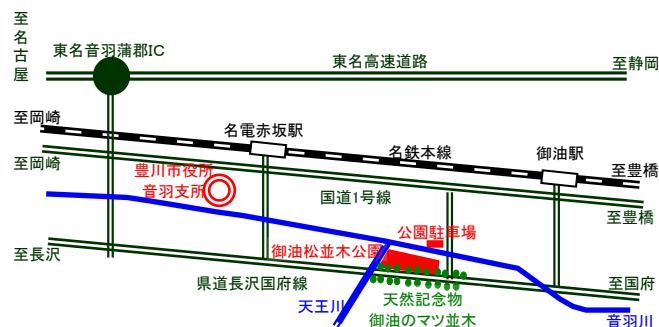 至名古屋
東名音羽蒲郡IC
東名高速道路
至静岡
至岡崎
名電赤坂駅
名鉄本線
御油駅
至岡崎
至豊橋
豊川市役所
音羽支所
国道1号線
至豊橋
公園駐車場
至長沢
御油松並木公園
県道長沢国府線
至国府
天王川
天然記念物
御油のマツ並木
音羽川